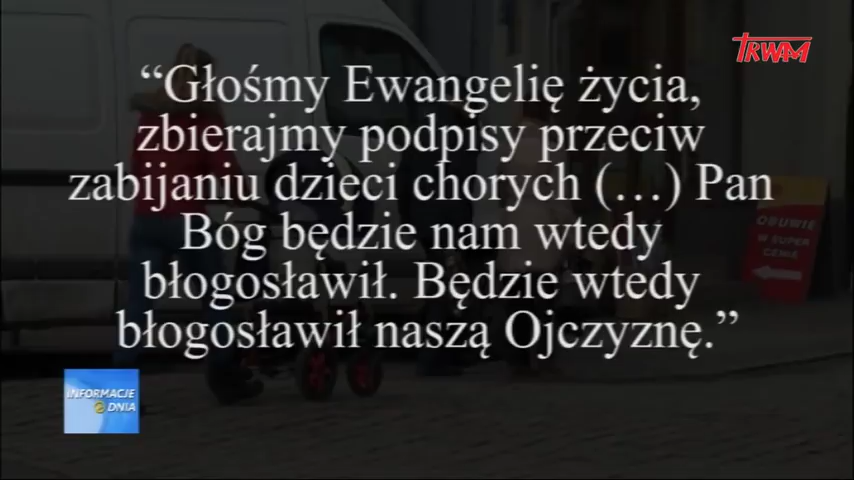 TRWAM
“Głośmy Ewangelię życia,
zbierajmy podpisy przeciw
zabijaniu dzieci chorych (…) Pan
Bóg będzie nam wtedy
błogosławił. Będzie wtedy
błogosławił naszą Ojczyznę.”
OBUWIE
W SUPER
CENIE
INFORMACJE
DNIA